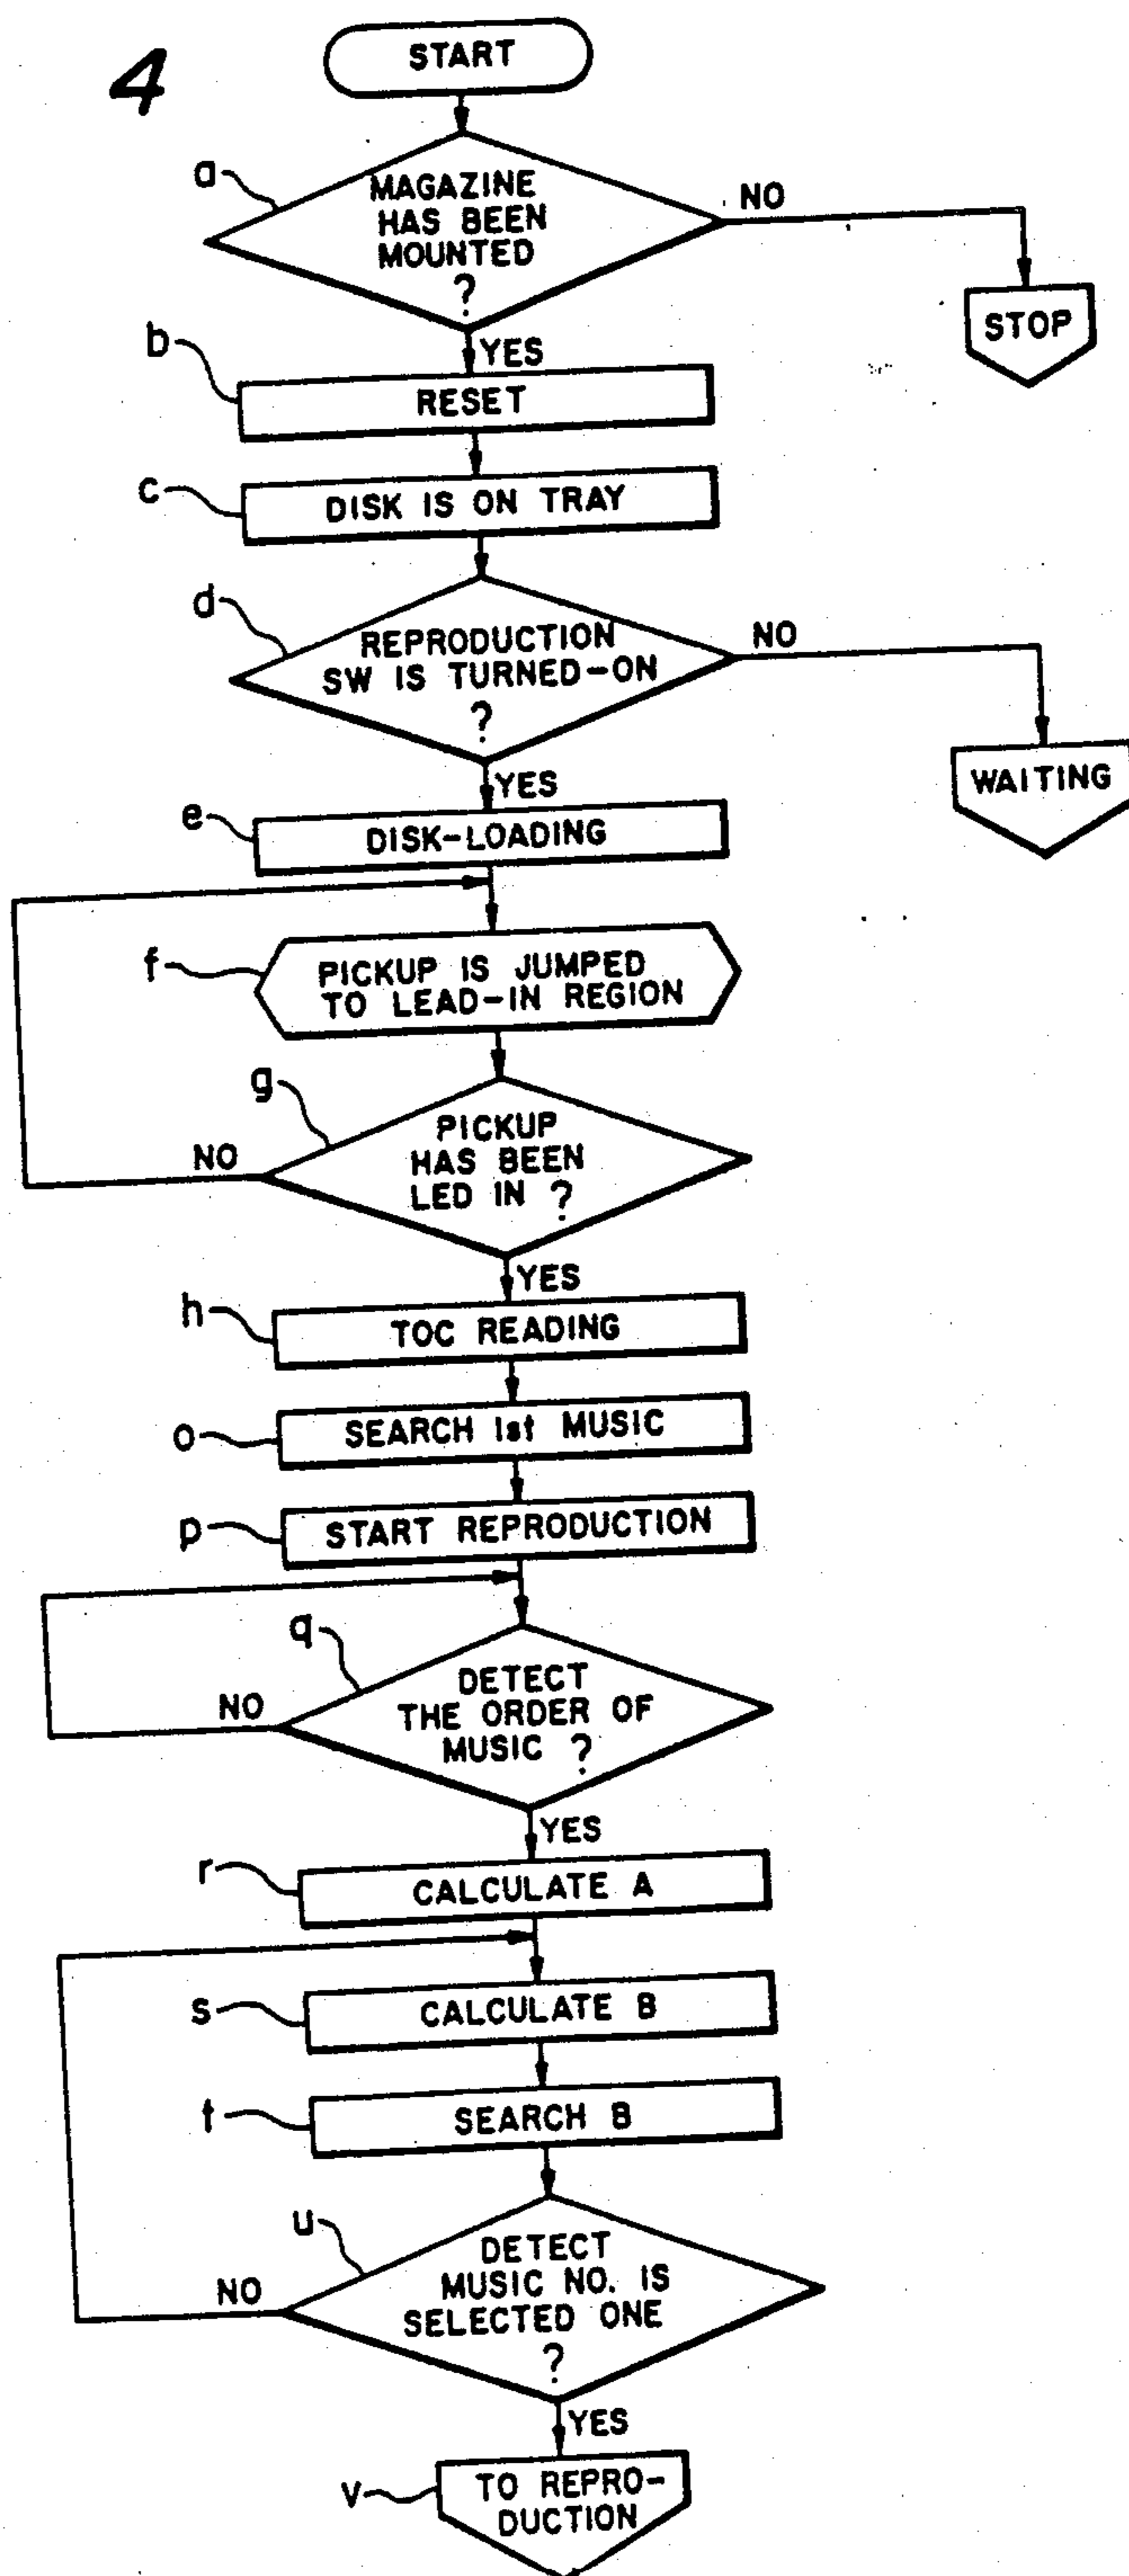 4
START
a
MAGAZINE
HAS BEEN
MOUNTED
?
NO
STOP
YES
b
RESET
c
DISK IS ON TRAY
d
REPRODUCTION
SW IS TURNED-ON
?
NO
WAITING
YES
e
DISK-LOADING
f
PICKUP IS JUMPED
TO LEAD-IN REGION
g
PICKUP
HAS BEEN
LED IN ?
NO
YES
h
TOC READING
o
SEARCH 1st MUSIC
p
START REPRODUCTION
q
DETECT
THE ORDER OF
MUSIC ?
NO
YES
r
CALCULATE A
s
CALCULATE B
t
SEARCH B
u
DETECT
MUSIC NO. IS
SELECTED ONE
?
NO
YES
v
TO REPRO-
DUCTION